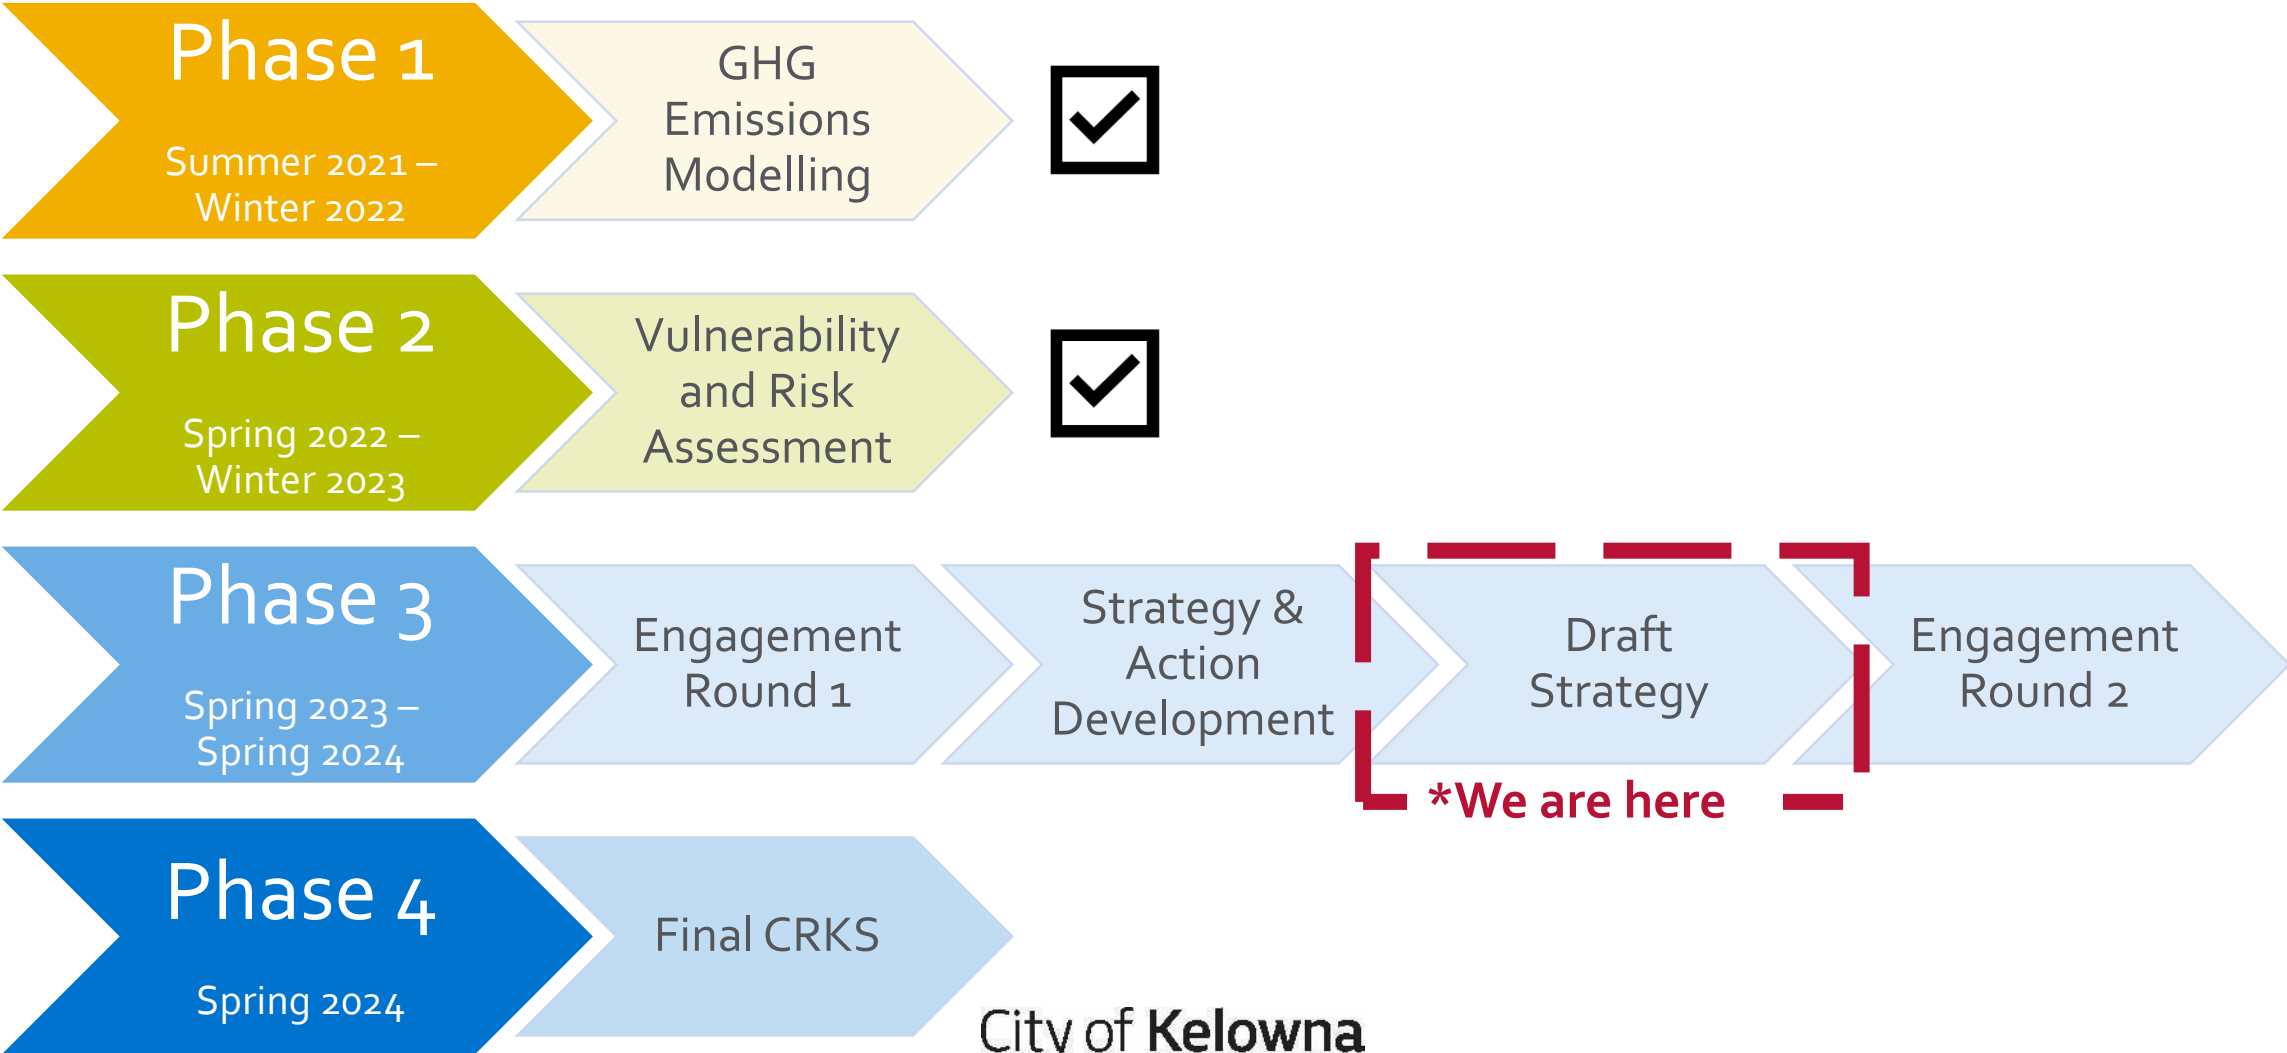 Phase 1
Summer 2021 –
Winter 2022
GHG
Emissions
Modelling
Phase 2
Spring 2022 –
Winter 2023
Vulnerability
and Risk
Assessment
Phase 3
Spring 2023 –
Spring 2024
Engagement
Round 1
Strategy &
Action
Development
Draft
Strategy
Engagement
Round 2
*We are here
Phase 4
Spring 2024
Final CRKS
City of Kelowna